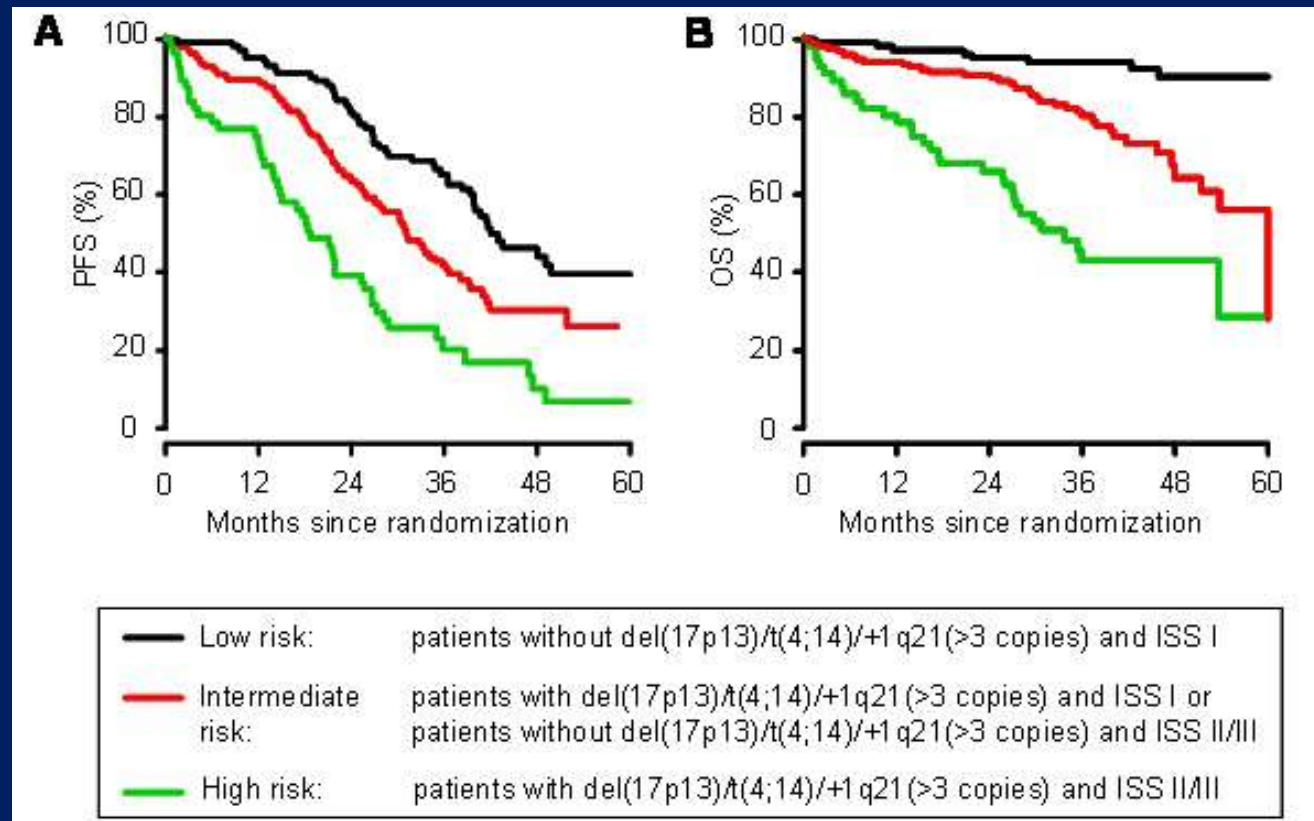 A
100
80
60
40
20
0
PFS (%)
0 12 24 36 48 60
Months since randomization
B
100
80
60
40
20
0
OS (%)
0 12 24 36 48 60
Months since randomization
Low risk: patients without del(17p13)/t(4;14)/+1q21(>3 copies) and ISS I
Intermediate patients with del(17p13)/t(4;14)/+1q21(>3 copies) and ISS I or
risk: patients without del(17p13)/t(4;14)/+1q21(>3 copies) and ISS II/III
High risk: patients with del(17p13)/t(4;14)/+1q21(>3 copies) and ISS II/III